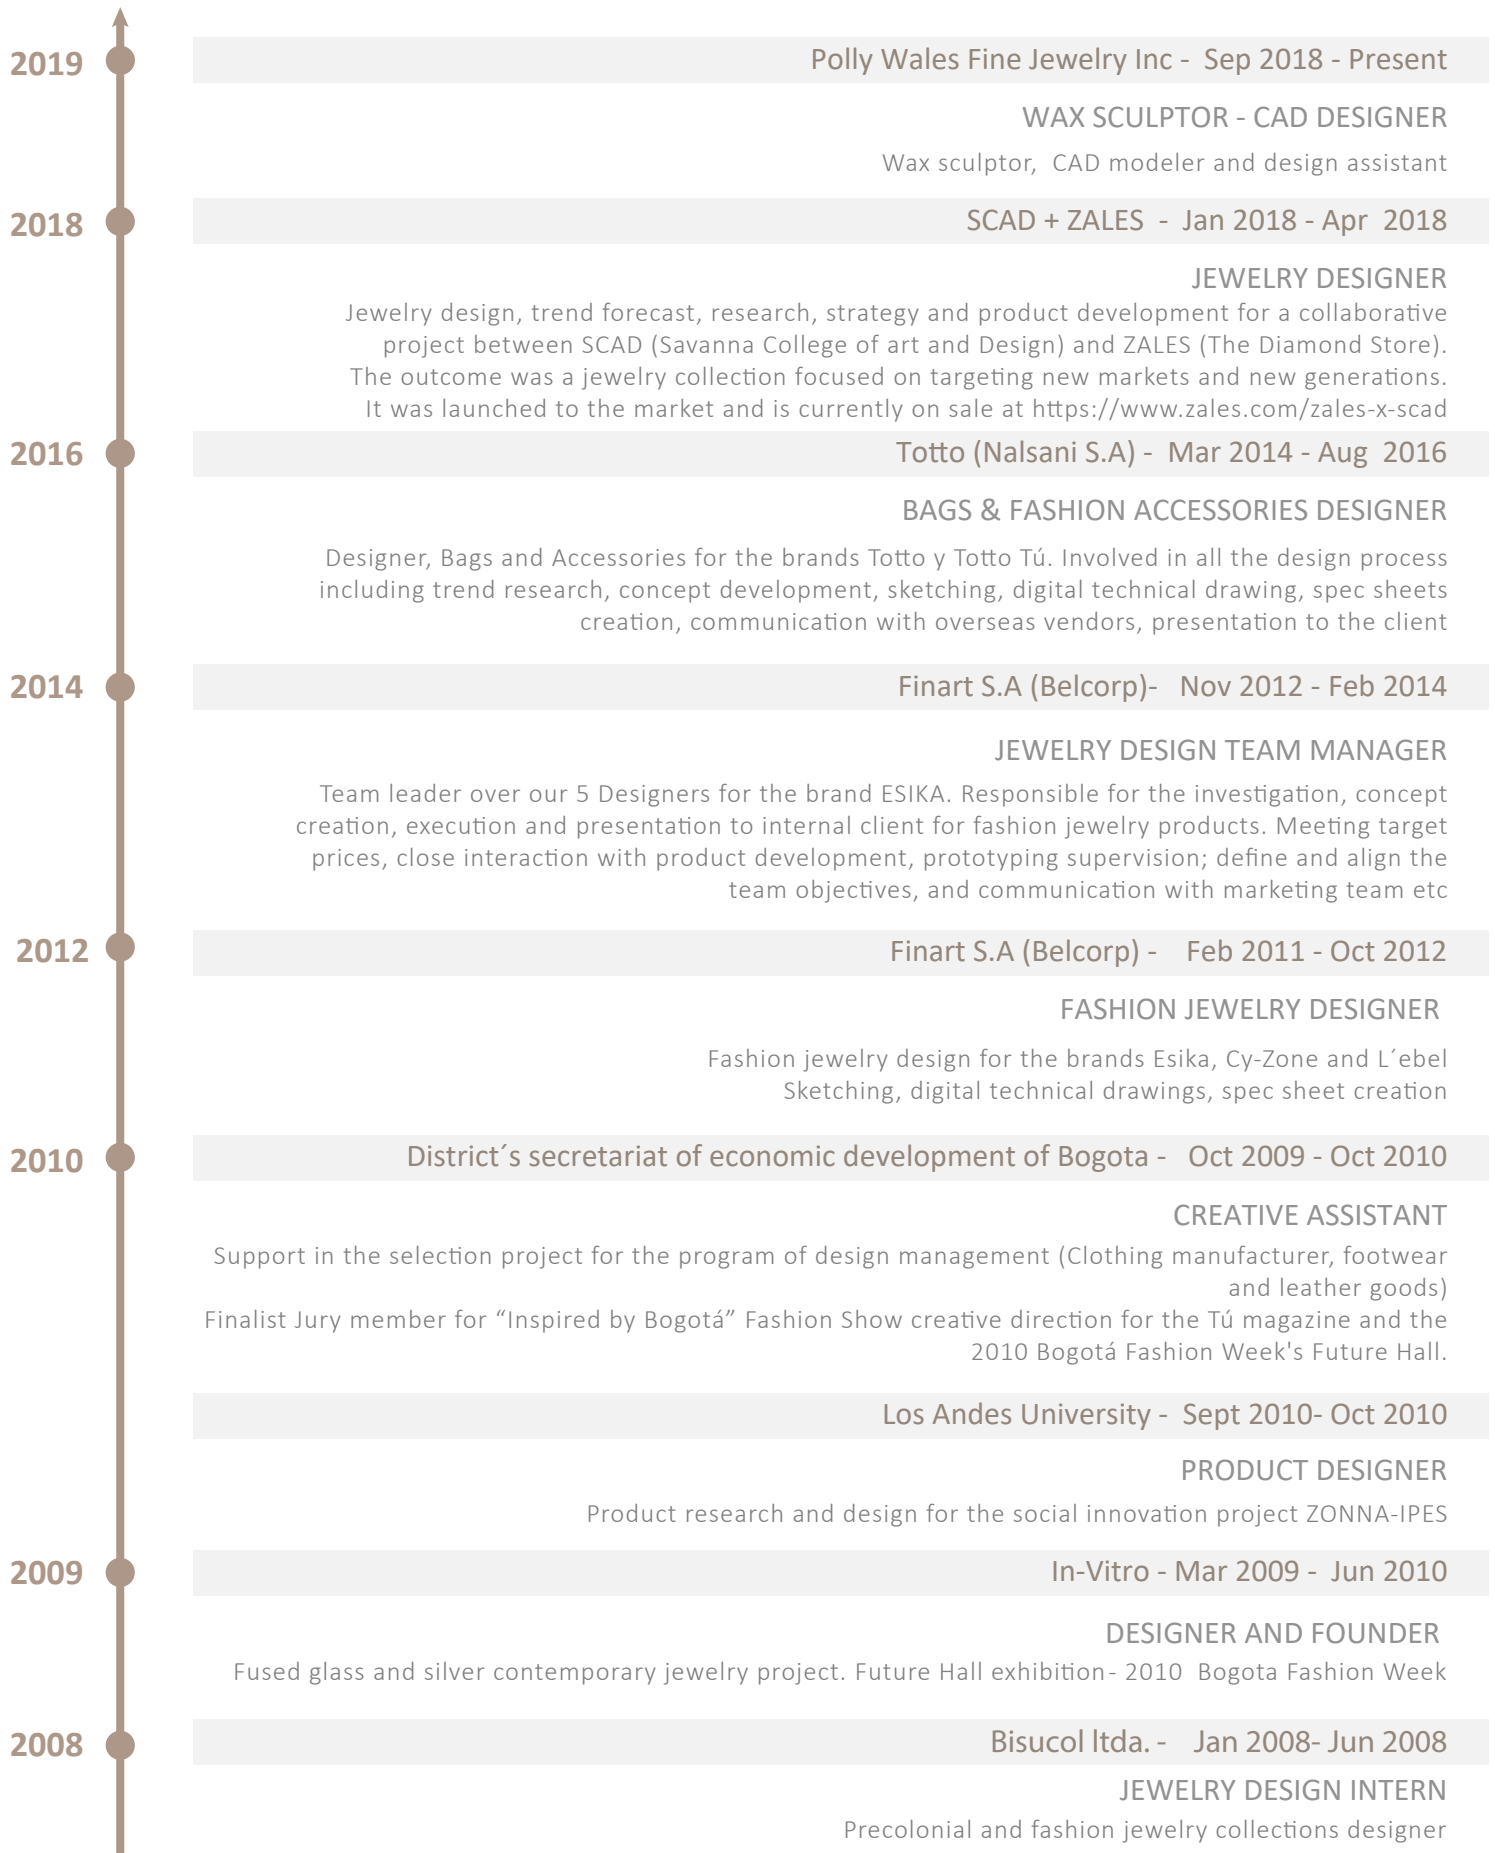 2019
Polly Wales Fine Jewelry Inc - Sep 2018 - Present
WAX SCULPTOR - CAD DESIGNER
Wax sculptor, CAD modeler and design assistant
2018
SCAD + ZALES - Jan 2018 - Apr 2018
JEWELRY DESIGNER
Jewelry design, trend forecast, research, strategy and product development for a collaborative
project between SCAD (Savanna College of art and Design) and ZALES (The Diamond Store).
The outcome was a jewelry collection focused on targeting new markets and new generations.
It was launched to the market and is currently on sale at https://www.zales.com/zales-x-scad
2016
Totto (Nalsani S.A) - Mar 2014 - Aug 2016
BAGS & FASHION ACCESSORIES DESIGNER
Designer, Bags and Accessories for the brands Totto y Totto Tú. Involved in all the design process
including trend research, concept development, sketching, digital technical drawing, spec sheets
creation, communication with overseas vendors, presentation to the client
2014
Finart S.A (Belcorp)- Nov 2012 - Feb 2014
JEWELRY DESIGN TEAM MANAGER
Team leader over our 5 Designers for the brand ESIKA. Responsible for the investigation, concept
creation, execution and presentation to internal client for fashion jewelry products. Meeting target
prices, close interaction with product development, prototyping supervision; define and align the
team objectives, and communication with marketing team etc
2012
Finart S.A (Belcorp) - Feb 2011 - Oct 2012
FASHION JEWELRY DESIGNER
Fashion jewelry design for the brands Esika, Cy-Zone and L´ebel
Sketching, digital technical drawings, spec sheet creation
2010
District´s secretariat of economic development of Bogota - Oct 2009 - Oct 2010
CREATIVE ASSISTANT
Support in the selection project for the program of design management (Clothing manufacturer, footwear
and leather goods)
Finalist Jury member for “Inspired by Bogotá” Fashion Show creative direction for the Tú magazine and the
2010 Bogotá Fashion Week's Future Hall.
Los Andes University - Sept 2010- Oct 2010
PRODUCT DESIGNER
Product research and design for the social innovation project ZONNA-IPES
2009
In-Vitro - Mar 2009 - Jun 2010
DESIGNER AND FOUNDER
Fused glass and silver contemporary jewelry project. Future Hall exhibition- 2010 Bogota Fashion Week
2008
Bisucol ltda. - Jan 2008- Jun 2008
JEWELRY DESIGN INTERN
Precolonial and fashion jewelry collections designer